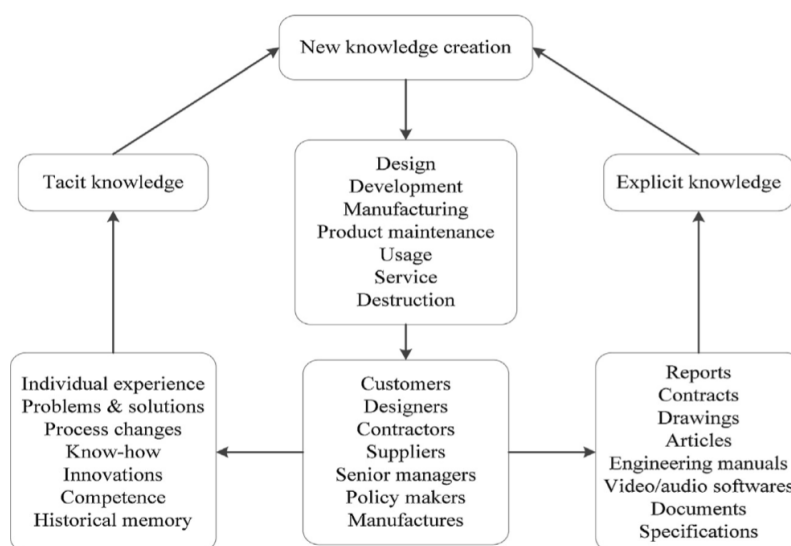 New knowledge creation
Tacit knowledge
Design
Development
Manufacturing
Product maintenance
Usage
Service
Destruction
Explicit knowledge
Individual experience
Problems & solutions
Process changes
Know-how
Innovations
Competence
Historical memory
Customers
Designers
Contractors
Suppliers
Senior managers
Policy makers
Manufactures
Reports
Contracts
Drawings
Articles
Engineering manuals
Video/audio softwares
Documents
Specifications